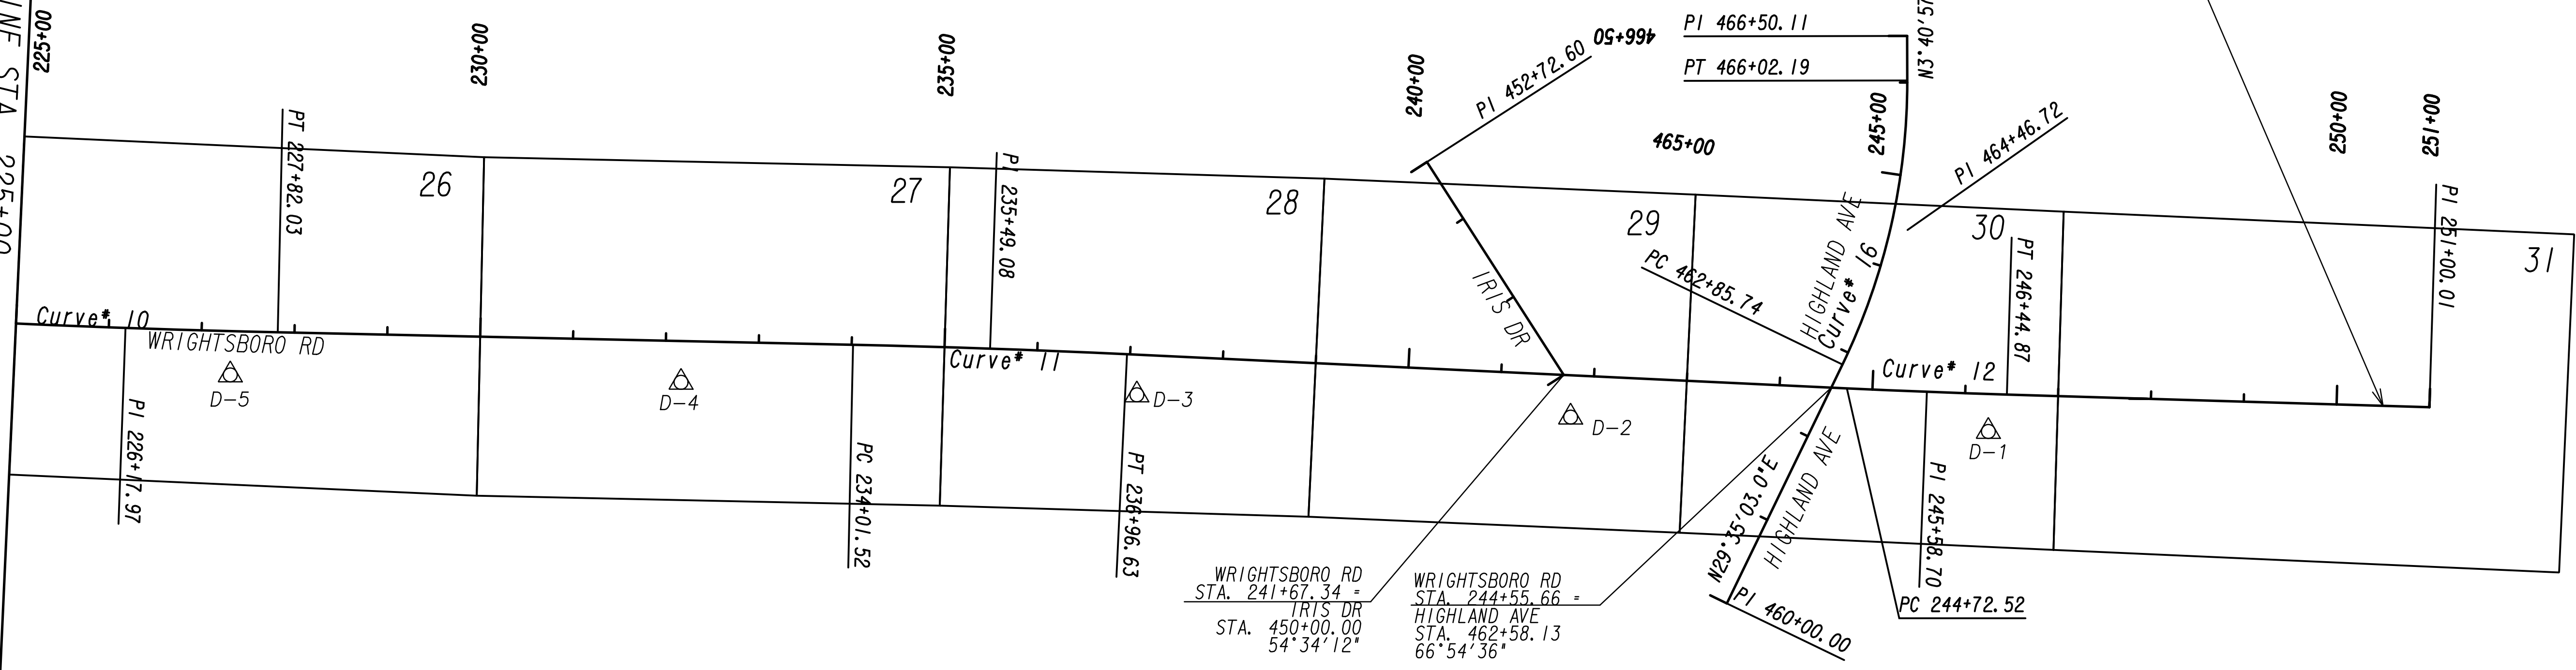 225+00
230+00
235+00
240+00
PI 452+72.60
466+50
PI 466+50.11
PT 466+02.19
465+00
245+00
PI 464+46.72
250+00
251+00
PT 227+82.03
26
27
PI 235+49.08
28
29
30
31
PT 246+44.87
PI 251+00.01
IRIS DR
PC 462+85.74
HIGHLAND AVE
Curve# 16
Curve# 10
WRIGHTSBORO RD
Curve# 11
Curve# 12
D-5
D-4
D-3
D-2
D-1
PI 226+17.97
PC 234+01.52
PT 236+96.63
PI 245+58.70
N29°35'03.0"E
HIGHLAND AVE
WRIGHTSBORO RD
STA. 241+67.34 =
IRIS DR
STA. 450+00.00
54°34'12"
WRIGHTSBORO RD
STA. 244+55.66 =
HIGHLAND AVE
STA. 462+58.13
66°54'36"
PI 460+00.00
PC 244+72.52
STA 225+00
N3°40'57